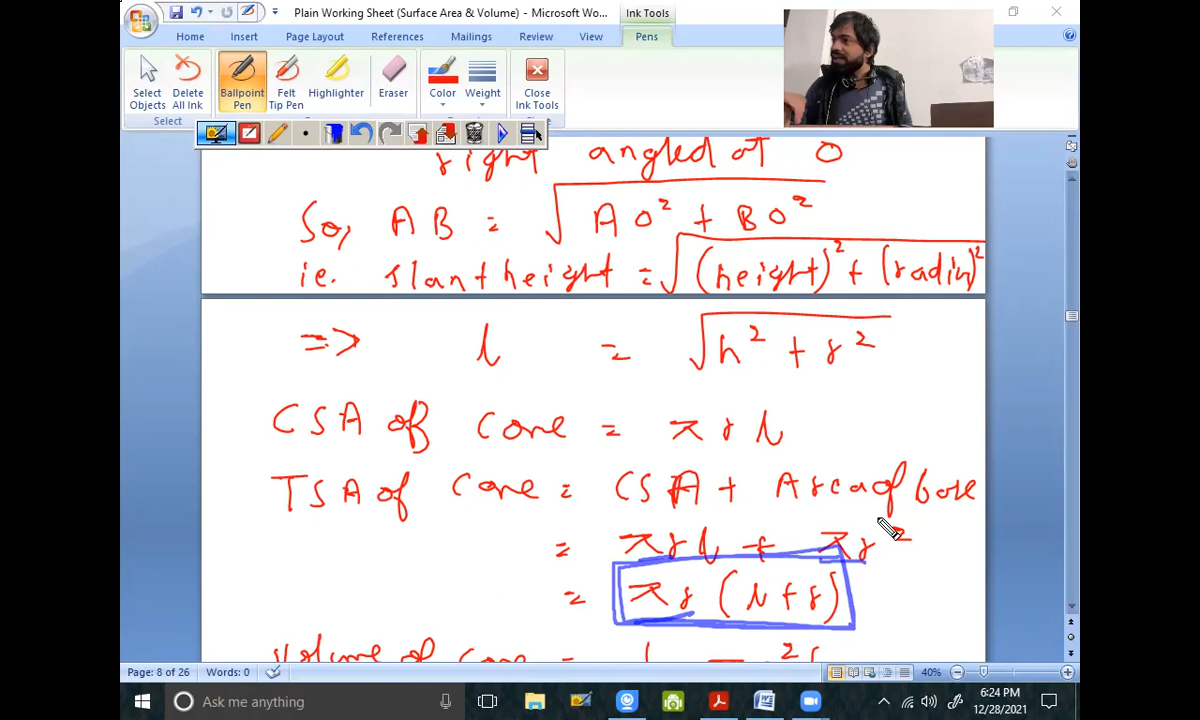 Plain Working Sheet (Surface Area & Volume) - Microsoft Wo...
Ink Tools
Home Insert Page Layout References Mailings Review View Pens
Select Objects
Delete All Ink
Ballpoint Pen
Felt Tip Pen
Highlighter
Eraser
Color
Weight
Close Ink Tools
Select
right angled at O
So, AB = √AO² + BO²
ie. slant height = √(height)² + (radius)²
=> l = √h² + r²
CSA of Cone = πrl
TSA of Cone = CSA + Area of base
= πrl + πr²
= πr (l+r)
Volume of cone =
Page: 8 of 26 Words: 0 40%
Ask me anything
6:24 PM
12/28/2021